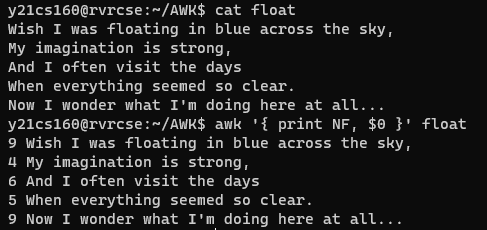 y21cs160@rvrcse:~/AWK$ cat float
Wish I was floating in blue across the sky,
My imagination is strong,
And I often visit the days
When everything seemed so clear.
Now I wonder what I'm doing here at all...
y21cs160@rvrcse:~/AWK$ awk '{ print NF, $0 }' float
9 Wish I was floating in blue across the sky,
4 My imagination is strong,
6 And I often visit the days
5 When everything seemed so clear.
9 Now I wonder what I'm doing here at all...